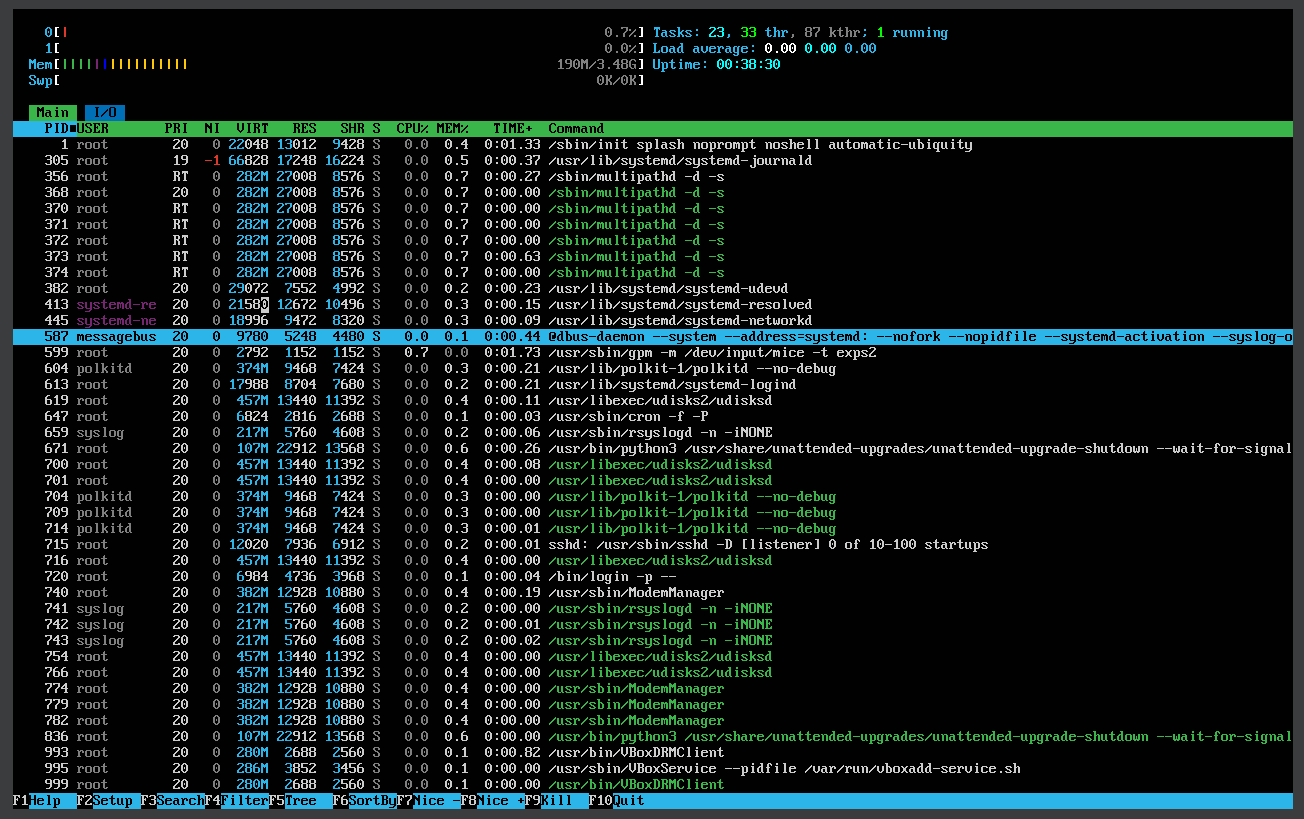 0[| 0.7%] Tasks: 23, 33 thr, 87 kthr; 1 running
1[ 0.0%] Load average: 0.00 0.00 0.00
Mem[|||||||||||||||| 190M/3.48G] Uptime: 00:38:30
Swp[ 0K/0K]
Main I/O
PID■USER PRI NI VIRT RES SHR S CPU% MEM% TIME+ Command
1 root 20 0 22048 13012 9428 S 0.0 0.4 0:01.33 /sbin/init splash noprompt noshell automatic-ubiquity
305 root 19 -1 66828 17248 16224 S 0.0 0.5 0:00.37 /usr/lib/systemd/systemd-journald
356 root RT 0 282M 27008 8576 S 0.0 0.7 0:00.27 /sbin/multipathd -d -s
368 root 20 0 282M 27008 8576 S 0.0 0.7 0:00.00 /sbin/multipathd -d -s
370 root RT 0 282M 27008 8576 S 0.0 0.7 0:00.00 /sbin/multipathd -d -s
371 root RT 0 282M 27008 8576 S 0.0 0.7 0:00.00 /sbin/multipathd -d -s
372 root RT 0 282M 27008 8576 S 0.0 0.7 0:00.00 /sbin/multipathd -d -s
373 root RT 0 282M 27008 8576 S 0.0 0.7 0:00.63 /sbin/multipathd -d -s
374 root RT 0 282M 27008 8576 S 0.0 0.7 0:00.00 /sbin/multipathd -d -s
382 root 20 0 29072 7552 4992 S 0.0 0.2 0:00.23 /usr/lib/systemd/systemd-udevd
413 systemd-re 20 0 21580 12672 10496 S 0.0 0.3 0:00.15 /usr/lib/systemd/systemd-resolved
445 systemd-ne 20 0 18996 9472 8320 S 0.0 0.3 0:00.09 /usr/lib/systemd/systemd-networkd
587 messagebus 20 0 9780 5248 4480 S 0.0 0.1 0:00.44 @dbus-daemon --system --address=systemd: --nofork --nopidfile --systemd-activation --syslog-o
599 root 20 0 2792 1152 1152 S 0.7 0.0 0:01.73 /usr/sbin/gpm -m /dev/input/mice -t exps2
604 polkitd 20 0 374M 9468 7424 S 0.0 0.3 0:00.21 /usr/lib/polkit-1/polkitd --no-debug
613 root 20 0 17988 8704 7680 S 0.0 0.2 0:00.21 /usr/lib/systemd/systemd-logind
619 root 20 0 457M 13440 11392 S 0.0 0.4 0:00.11 /usr/libexec/udisks2/udisksd
647 root 20 0 6824 2816 2688 S 0.0 0.1 0:00.03 /usr/sbin/cron -f -P
659 syslog 20 0 217M 5760 4608 S 0.0 0.2 0:00.06 /usr/sbin/rsyslogd -n -iNONE
671 root 20 0 107M 22912 13568 S 0.0 0.6 0:00.26 /usr/bin/python3 /usr/share/unattended-upgrades/unattended-upgrade-shutdown --wait-for-signal
700 root 20 0 457M 13440 11392 S 0.0 0.4 0:00.08 /usr/libexec/udisks2/udisksd
701 root 20 0 457M 13440 11392 S 0.0 0.4 0:00.00 /usr/libexec/udisks2/udisksd
704 polkitd 20 0 374M 9468 7424 S 0.0 0.3 0:00.00 /usr/lib/polkit-1/polkitd --no-debug
709 polkitd 20 0 374M 9468 7424 S 0.0 0.3 0:00.00 /usr/lib/polkit-1/polkitd --no-debug
714 polkitd 20 0 374M 9468 7424 S 0.0 0.3 0:00.01 /usr/lib/polkit-1/polkitd --no-debug
715 root 20 0 12020 7936 6912 S 0.0 0.2 0:00.01 sshd: /usr/sbin/sshd -D [listener] 0 of 10-100 startups
716 root 20 0 457M 13440 11392 S 0.0 0.4 0:00.00 /usr/libexec/udisks2/udisksd
720 root 20 0 6984 4736 3968 S 0.0 0.1 0:00.04 /bin/login -p --
740 root 20 0 382M 12928 10880 S 0.0 0.4 0:00.19 /usr/sbin/ModemManager
741 syslog 20 0 217M 5760 4608 S 0.0 0.2 0:00.00 /usr/sbin/rsyslogd -n -iNONE
742 syslog 20 0 217M 5760 4608 S 0.0 0.2 0:00.01 /usr/sbin/rsyslogd -n -iNONE
743 syslog 20 0 217M 5760 4608 S 0.0 0.2 0:00.02 /usr/sbin/rsyslogd -n -iNONE
754 root 20 0 457M 13440 11392 S 0.0 0.4 0:00.00 /usr/libexec/udisks2/udisksd
766 root 20 0 457M 13440 11392 S 0.0 0.4 0:00.00 /usr/libexec/udisks2/udisksd
774 root 20 0 382M 12928 10880 S 0.0 0.4 0:00.00 /usr/sbin/ModemManager
779 root 20 0 382M 12928 10880 S 0.0 0.4 0:00.00 /usr/sbin/ModemManager
782 root 20 0 382M 12928 10880 S 0.0 0.4 0:00.00 /usr/sbin/ModemManager
836 root 20 0 107M 22912 13568 S 0.0 0.6 0:00.00 /usr/bin/python3 /usr/share/unattended-upgrades/unattended-upgrade-shutdown --wait-for-signal
993 root 20 0 280M 2688 2560 S 0.0 0.1 0:00.82 /usr/bin/VBoxDRMClient
995 root 20 0 286M 3852 3456 S 0.0 0.1 0:00.20 /usr/sbin/VBoxService --pidfile /var/run/vboxadd-service.sh
999 root 20 0 280M 2688 2560 S 0.0 0.1 0:00.00 /usr/bin/VBoxDRMClient
F1Help F2Setup F3SearchF4FilterF5Tree F6SortByF7Nice -F8Nice +F9Kill F10Quit